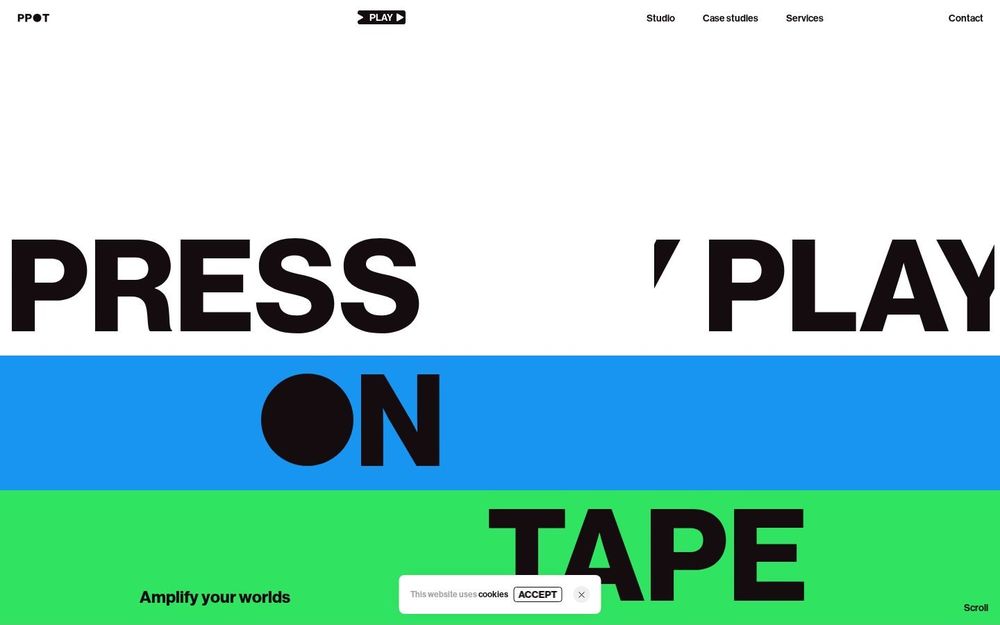 PP●T
PLAY
Studio Case studies Services Contact
PRESS PLAY
ON
TAPE
Amplify your worlds
This website uses cookies ACCEPT
Scroll